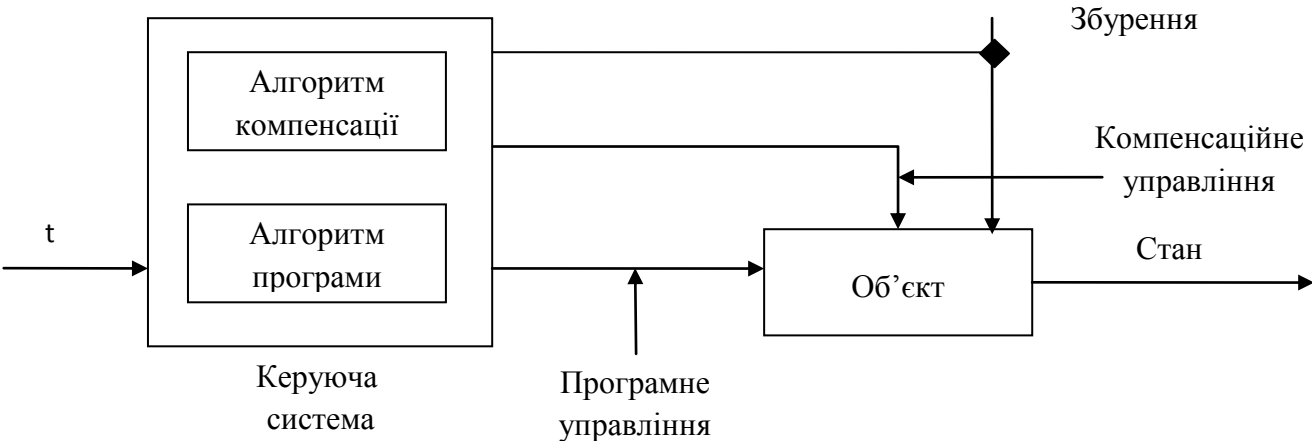 Збурення
Алгоритм
компенсації
Компенсаційне
управління
t
Алгоритм
програми
Стан
Об’єкт
Керуюча
система
Програмне
управління